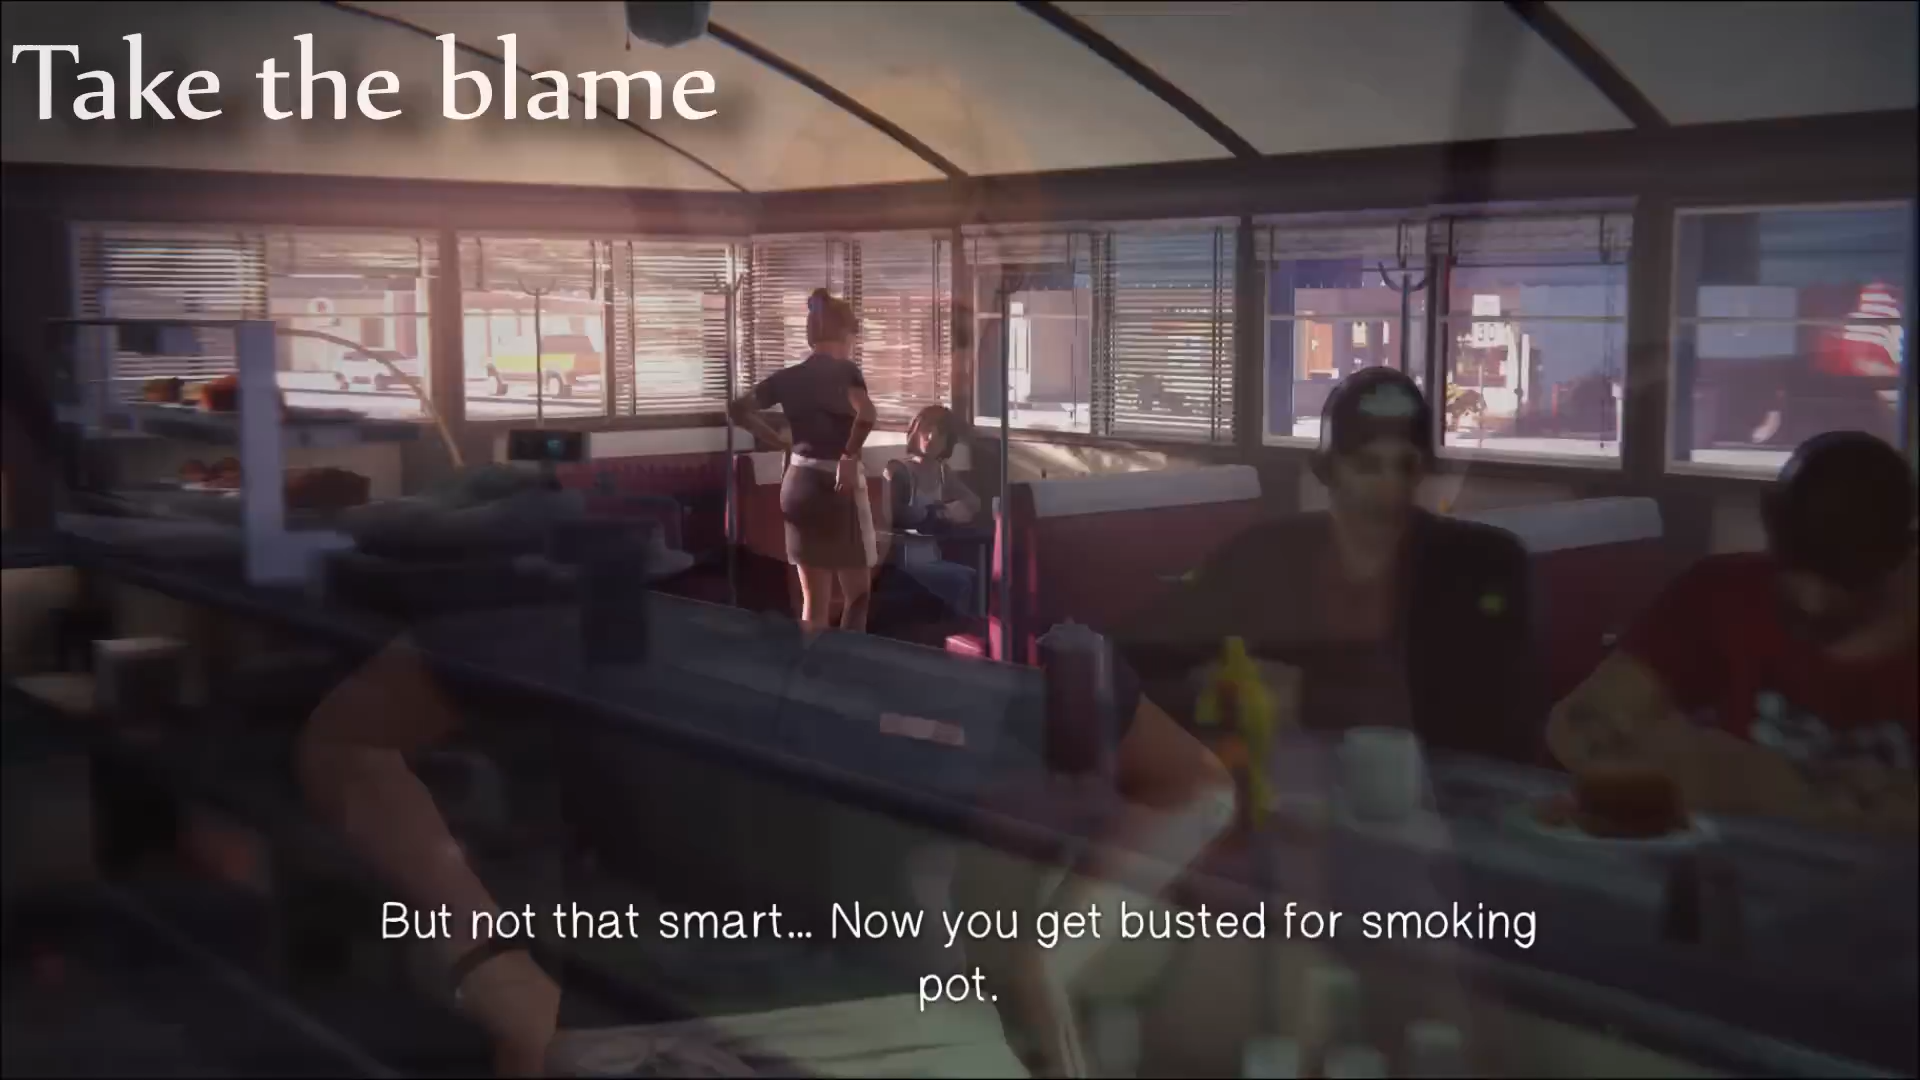 Take the blame
But not that smart... Now you get busted for smoking
pot.